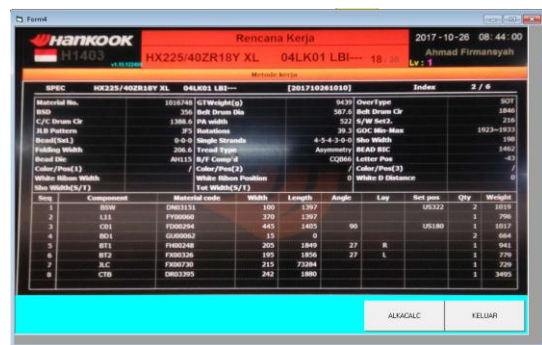 Form4
Hankook
H1403
Rencana Kerja
2017-10-26 08:44:00
Ahmad Firmansyah
HX225/40ZR18Y XL 04LK01 LBI--- 18/36 Lv : 1
Metode kerja
SPEC HX225/40ZR18Y XL 04LK01 LBI--- [201710261010] Index 2 / 6
Material No. 1016748 GTWeight(g) 9439 OverType SOT
BSD 356 Belt Drum Dia 587.6 Belt Drum Cir 1846
C/C Drum Cir 1388.6 PA width 522 S/W Set2. 216
JLB Pattern JF5 Rotations 39.3 GOC Min-Max 1923~1933
Bead(SxL) 0-0-0 Single Strands 4-5-4-3-0-0 Sho Width 198
Folding Width 206.6 Trend Type Asymmetry BEAD BIC 1462
Bead Die AH115 B/F Comp'd CQB66 Letter Pos -43
Color/Pos(1) / Color/Pos(2) / Color/Pos(3) /
White Ribon Width White Ribon Position 0 White D Distance 0
Sho Width(S/T) Tot Width(S/T)
Seq Component Material code Width Length Angle Lay Set pos Qty Weight
1 BSW DN03151 100 1397 US322 2 1019
2 L11 FY00060 370 1397 1 796
3 C01 FD00294 445 1405 90 US180 1 1017
4 BD1 GU00062 15 0 2 664
5 BT1 FH00248 205 1849 27 R 1 941
6 BT2 FX00326 195 1856 27 L 1 779
7 JLC FX00730 215 73284 1 729
8 CTB DR03395 242 1880 1 3495
ALKACALC KELUAR